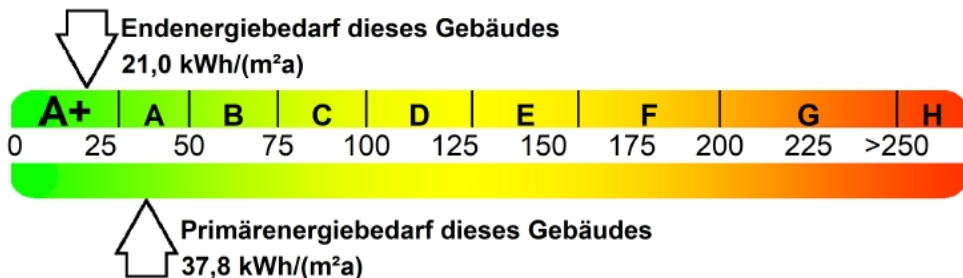 Endenergiebedarf dieses Gebäudes
21,0 kWh/(m²a)
A+ A B C D E F G H
0 25 50 75 100 125 150 175 200 225 >250
Primärenergiebedarf dieses Gebäudes
37,8 kWh/(m²a)